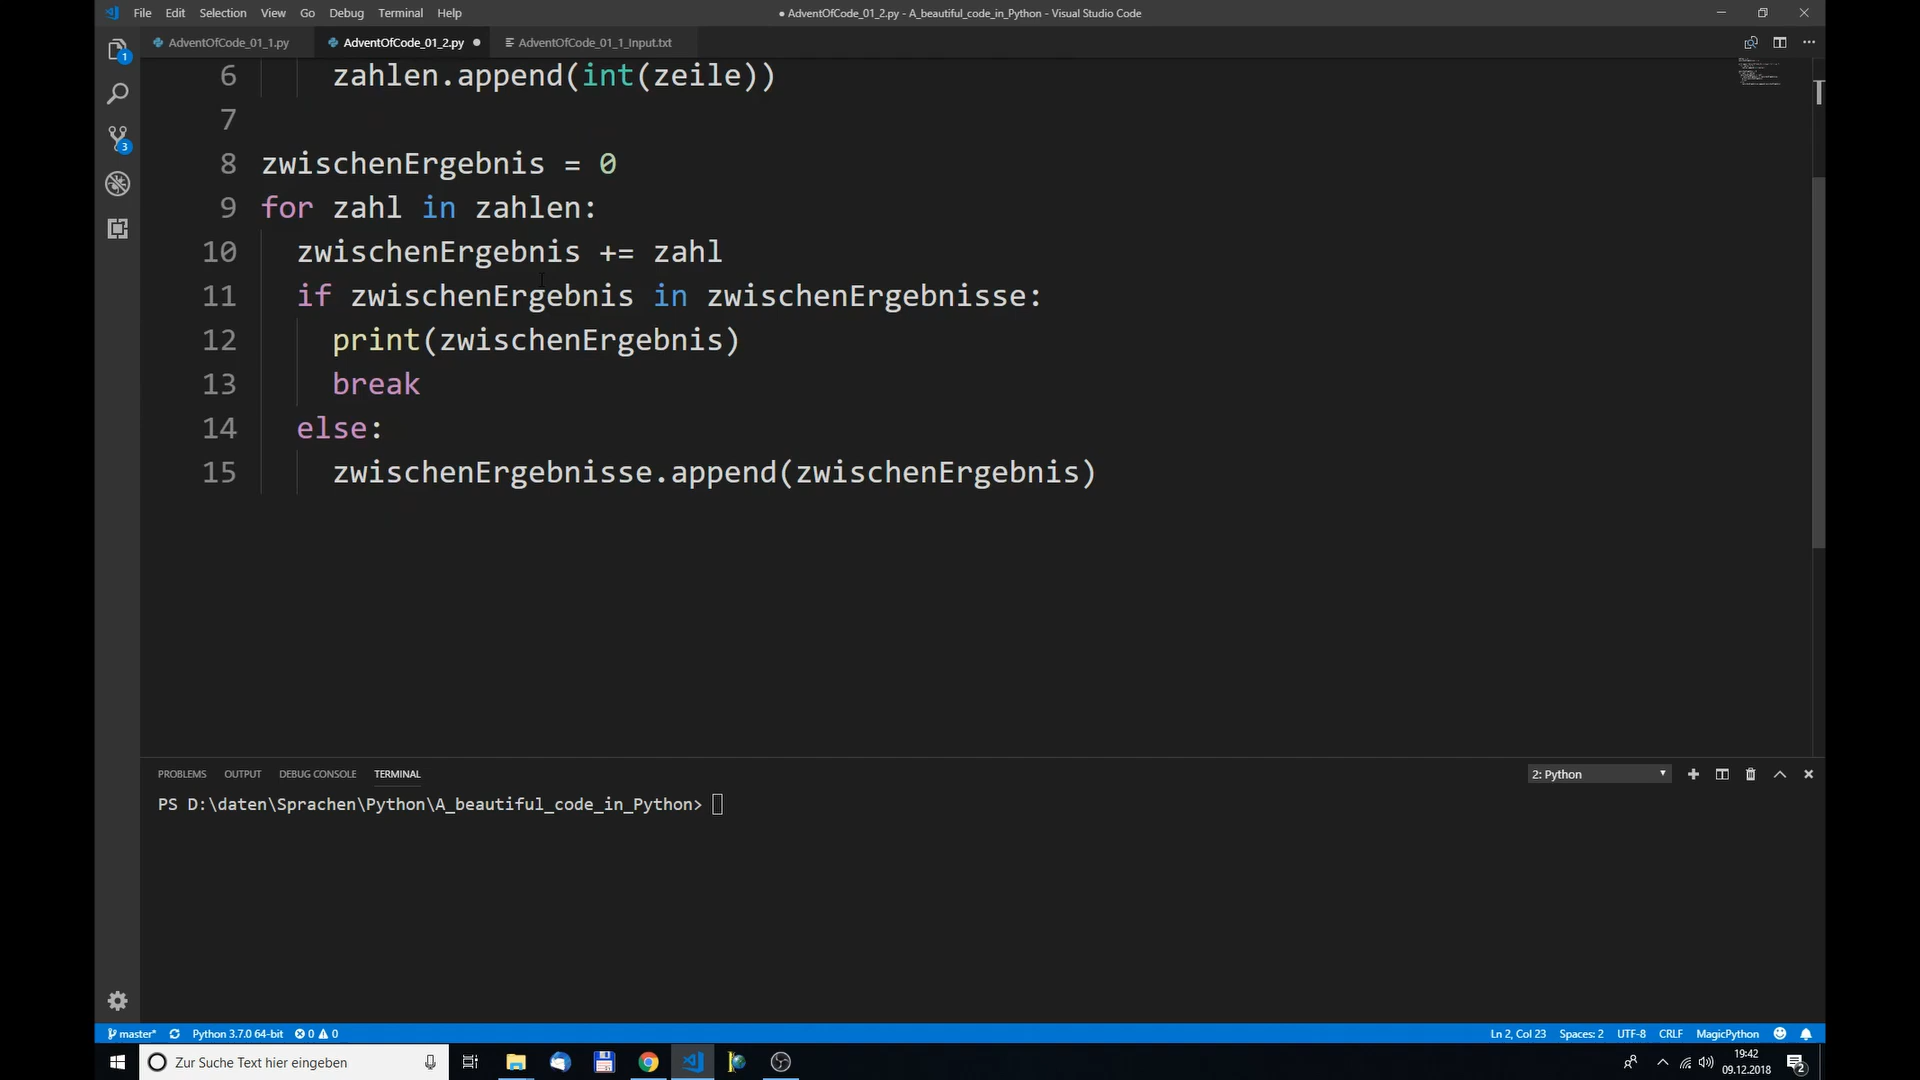 File Edit Selection View Go Debug Terminal Help
● AdventOfCode_01_2.py - A_beautiful_code_in_Python - Visual Studio Code
AdventOfCode_01_1.py AdventOfCode_01_2.py ● AdventOfCode_01_1_Input.txt
6 zahlen.append(int(zeile))
7
8 zwischenErgebnis = 0
9 for zahl in zahlen:
10 zwischenErgebnis += zahl
11 if zwischenErgebnis in zwischenErgebnisse:
12 print(zwischenErgebnis)
13 break
14 else:
15 zwischenErgebnisse.append(zwischenErgebnis)
1
3
PROBLEMS OUTPUT DEBUG CONSOLE TERMINAL 2: Python
PS D:\daten\Sprachen\Python\A_beautiful_code_in_Python>
master* Python 3.7.0 64-bit 0 0 Ln 2, Col 23 Spaces: 2 UTF-8 CRLF MagicPython
Zur Suche Text hier eingeben
19:42
09.12.2018
2